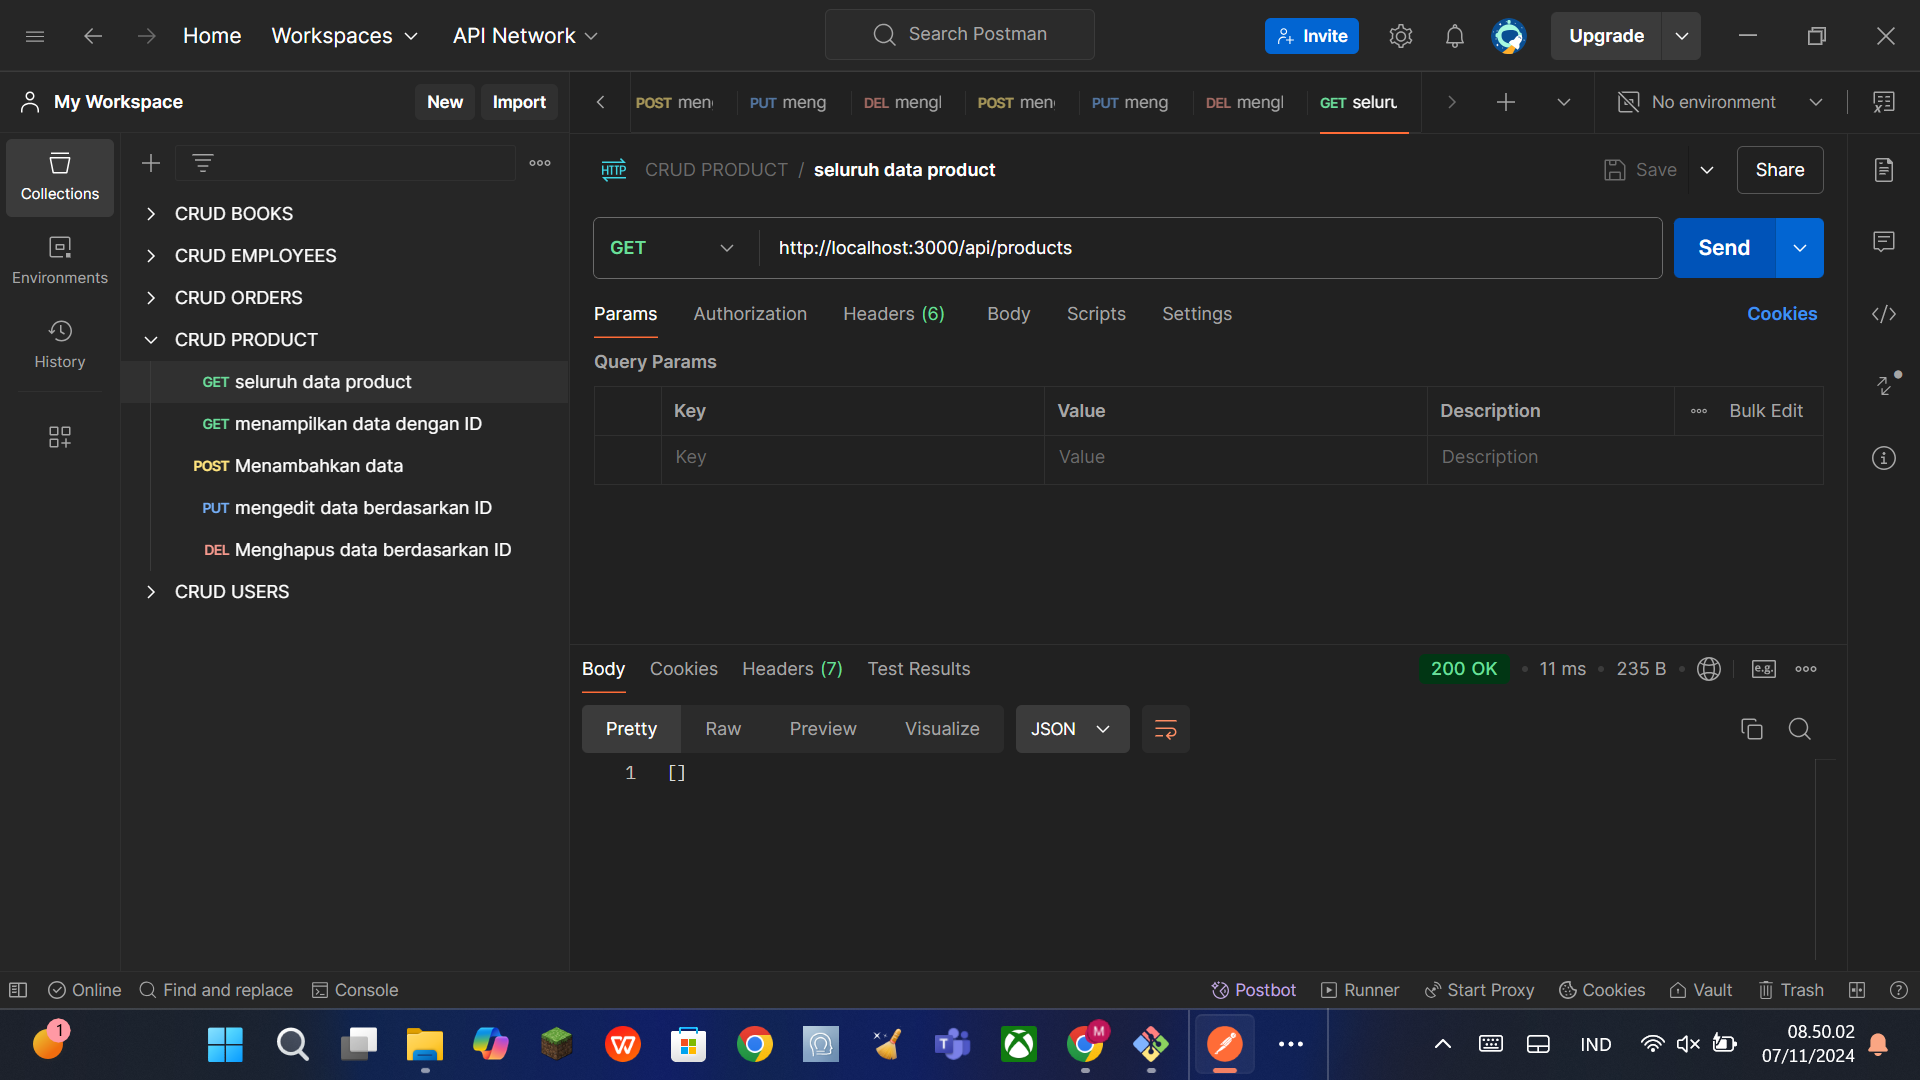 Home
Workspaces
API Network
Search Postman
Invite
Upgrade
My Workspace
New
Import
POST men
PUT meng
DEL mengl
POST men
PUT meng
DEL mengl
GET seluru
No environment
Collections
Environments
History
CRUD BOOKS
CRUD EMPLOYEES
CRUD ORDERS
CRUD PRODUCT
GET seluruh data product
GET menampilkan data dengan ID
POST Menambahkan data
PUT mengedit data berdasarkan ID
DEL Menghapus data berdasarkan ID
CRUD USERS
HTTP CRUD PRODUCT / seluruh data product
Save
Share
GET
http://localhost:3000/api/products
Send
Params
Authorization
Headers (6)
Body
Scripts
Settings
Cookies
Query Params
Key
Value
Description
Bulk Edit
Key
Value
Description
Body
Cookies
Headers (7)
Test Results
200 OK
11 ms
235 B
e.g.
Pretty
Raw
Preview
Visualize
JSON
1 []
Online
Find and replace
Console
Postbot
Runner
Start Proxy
Cookies
Vault
Trash
1
M
IND
08.50.02
07/11/2024